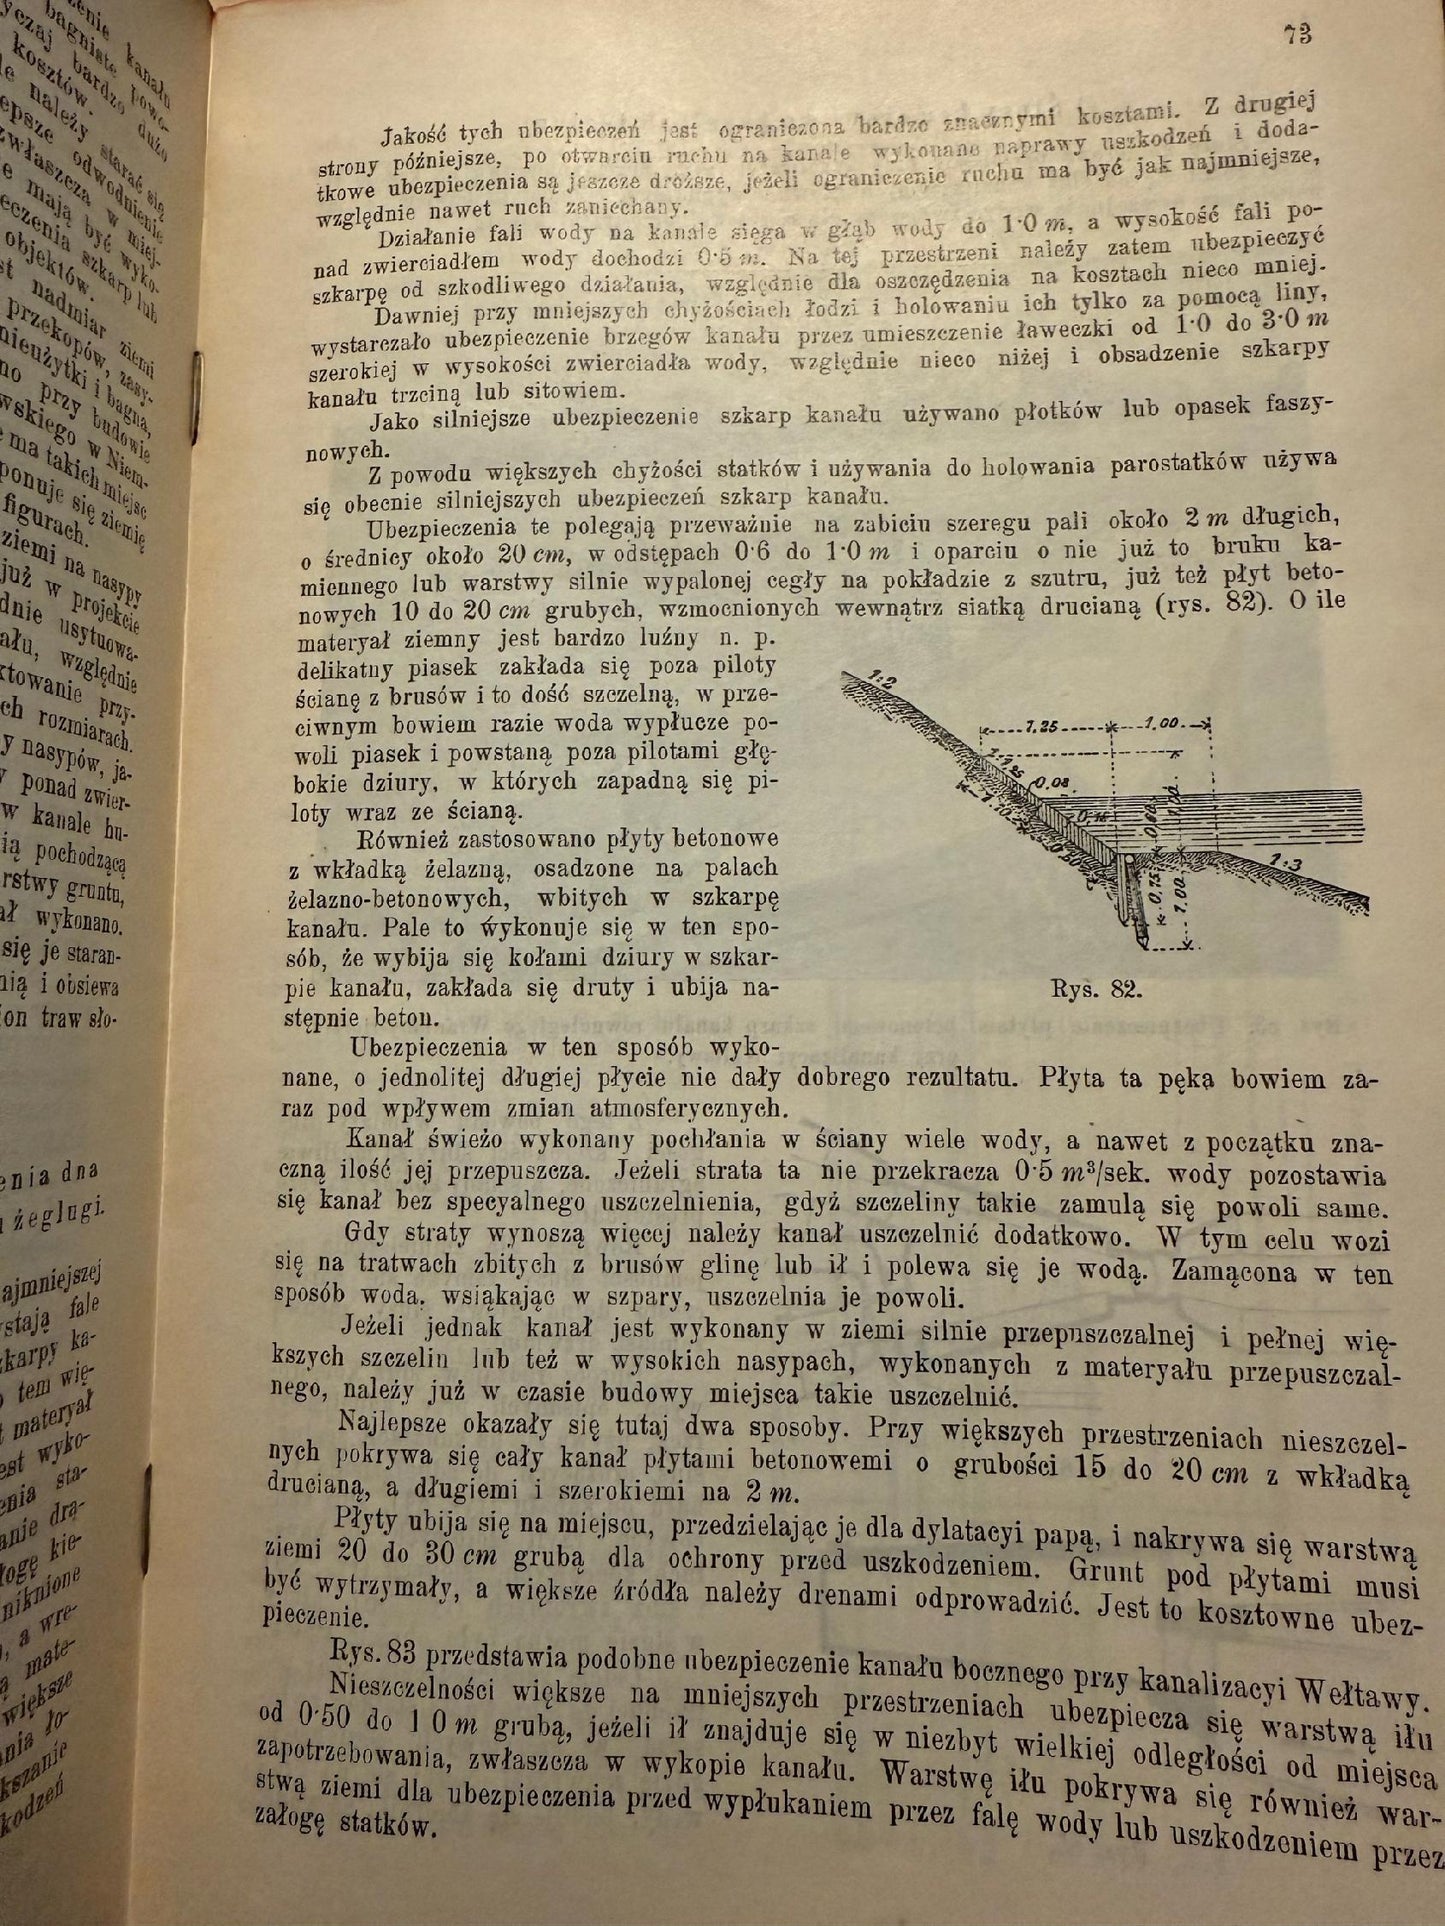 73
Jakość tych ubezpieczeń jest ograniczona bardzo znacznymi kosztami. Z drugiej
strony późniejsze, po otwarciu ruchu na kanale wykonane naprawy uszkodzeń i doda-
tkowe ubezpieczenia są jeszcze droższe, jeżeli ograniczenie ruchu ma być jak najmniejsze,
względnie nawet ruch zaniechany.
Działanie fali wody na kanale sięga w głąb wody do 1·0 m, a wysokość fali po-
nad zwierciadłem wody dochodzi 0·5 m. Na tej przestrzeni należy zatem ubezpieczyć
szkarpę od szkodliwego działania, względnie dla oszczędzenia na kosztach nieco mniej.
Dawniej przy mniejszych chyżościach łodzi i holowaniu ich tylko za pomocą liny,
wystarczało ubezpieczenie brzegów kanału przez umieszczenie ławeczki od 1·0 do 3·0 m
szerokiej w wysokości zwierciadła wody, względnie nieco niżej i obsadzenie szkarpy
kanału trzciną lub sitowiem.
Jako silniejsze ubezpieczenie szkarp kanału używano płotków lub opasek faszy-
nowych.
Z powodu większych chyżości statków i używania do holowania parostatków używa
się obecnie silniejszych ubezpieczeń szkarp kanału.
Ubezpieczenia te polegają przeważnie na zabiciu szeregu pali około 2 m długich,
o średnicy około 20 cm, w odstępach 0·6 do 1·0 m i oparciu o nie już to bruku ka-
miennego lub warstwy silnie wypalonej cegły na pokładzie z szutru, już też płyt beto-
nowych 10 do 20 cm grubych, wzmocnionych wewnątrz siatką drucianą (rys. 82). O ile
materyał ziemny jest bardzo luźny n. p.
delikatny piasek zakłada się poza piloty
ścianę z brusów i to dość szczelną, w prze-
ciwnym bowiem razie woda wypłucze po-
woli piasek i powstaną poza pilotami głę-
bokie dziury, w których zapadną się pi-
loty wraz ze ścianą.
Również zastosowano płyty betonowe
z wkładką żelazną, osadzone na palach
żelazno-betonowych, wbitych w szkarpę
kanału. Pale to wykonuje się w ten spo-
sób, że wybija się kołami dziury w szkar-
pie kanału, zakłada się druty i ubija na-
stępnie beton.
1:2
1.25
1.00
1:1.25
0.08
1.10
0.60
1.00
1:3
0.75
1.00
Rys. 82.
Ubezpieczenia w ten sposób wyko-
nane, o jednolitej długiej płycie nie dały dobrego rezultatu. Płyta ta pęka bowiem za-
raz pod wpływem zmian atmosferycznych.
Kanał świeżo wykonany pochłania w ściany wiele wody, a nawet z początku zna-
czną ilość jej przepuszcza. Jeżeli strata ta nie przekracza 0·5 m³/sek. wody pozostawia
się kanał bez specyalnego uszczelnienia, gdyż szczeliny takie zamulą się powoli same.
Gdy straty wynoszą więcej należy kanał uszczelnić dodatkowo. W tym celu wozi
się na tratwach zbitych z brusów glinę lub ił i polewa się je wodą. Zamącona w ten
sposób woda, wsiąkając w szpary, uszczelnia je powoli.
Jeżeli jednak kanał jest wykonany w ziemi silnie przepuszczalnej i pełnej wię-
kszych szczelin lub też w wysokich nasypach, wykonanych z materyału przepuszczal-
nego, należy już w czasie budowy miejsca takie uszczelnić.
Najlepsze okazały się tutaj dwa sposoby. Przy większych przestrzeniach nieszczel-
nych pokrywa się cały kanał płytami betonowemi o grubości 15 do 20 cm z wkładką
drucianą, a długiemi i szerokiemi na 2 m.
Płyty ubija się na miejscu, przedzielając je dla dylatacyi papą, i nakrywa się warstwą
ziemi 20 do 30 cm grubą dla ochrony przed uszkodzeniem. Grunt pod płytami musi
być wytrzymały, a większe źródła należy drenami odprowadzić. Jest to kosztowne ubez-
pieczenie.
Rys. 83 przedstawia podobne ubezpieczenie kanału bocznego przy kanalizacyi Wełtawy.
Nieszczelności większe na mniejszych przestrzeniach ubezpiecza się warstwą iłu
od 0·50 do 1 0 m grubą, jeżeli ił znajduje się w niezbyt wielkiej odległości od miejsca
zapotrzebowania, zwłaszcza w wykopie kanału. Warstwę iłu pokrywa się również war-
stwą ziemi dla ubezpieczenia przed wypłukaniem przez falę wody lub uszkodzeniem przez
załogę statków.